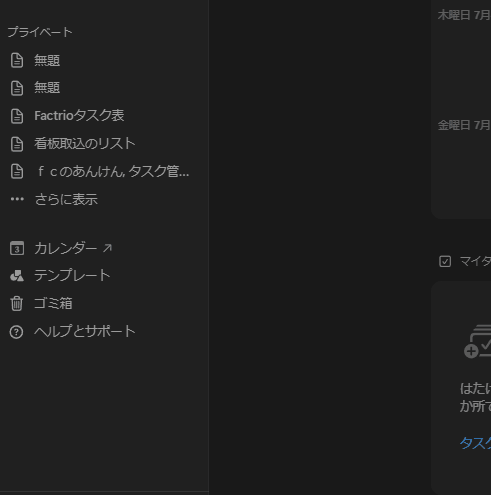 プライベート
無題
無題
Factrioタスク表
看板取込のリスト
ｆｃのあんけん, タスク管...
さらに表示
3
カレンダー ↗
テンプレート
ゴミ箱
ヘルプとサポート
木曜日 7月
金曜日 7月
マイタ
はたけ
か所で
タスク